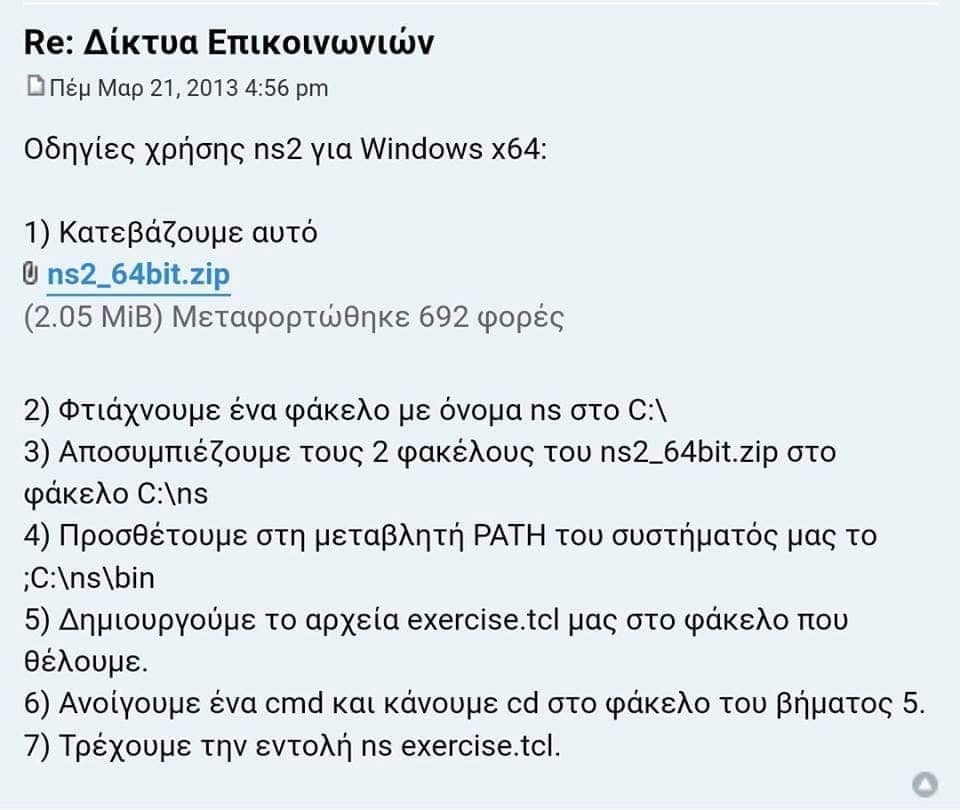 Re: Δίκτυα Επικοινωνιών
Πέμ Μαρ 21, 2013 4:56 pm
Οδηγίες χρήσης ns2 για Windows x64:
1) Κατεβάζουμε αυτό
ns2_64bit.zip
(2.05 MiB) Μεταφορτώθηκε 692 φορές
2) Φτιάχνουμε ένα φάκελο με όνομα ns στο C:\
3) Αποσυμπιέζουμε τους 2 φακέλους του ns2_64bit.zip στο
φάκελο C:\ns
4) Προσθέτουμε στη μεταβλητή PATH του συστήματός μας το
;C:\ns\bin
5) Δημιουργούμε το αρχεία exercise.tcl μας στο φάκελο που
θέλουμε.
6) Ανοίγουμε ένα cmd και κάνουμε cd στο φάκελο του βήματος 5.
7) Τρέχουμε την εντολή ns exercise.tcl.